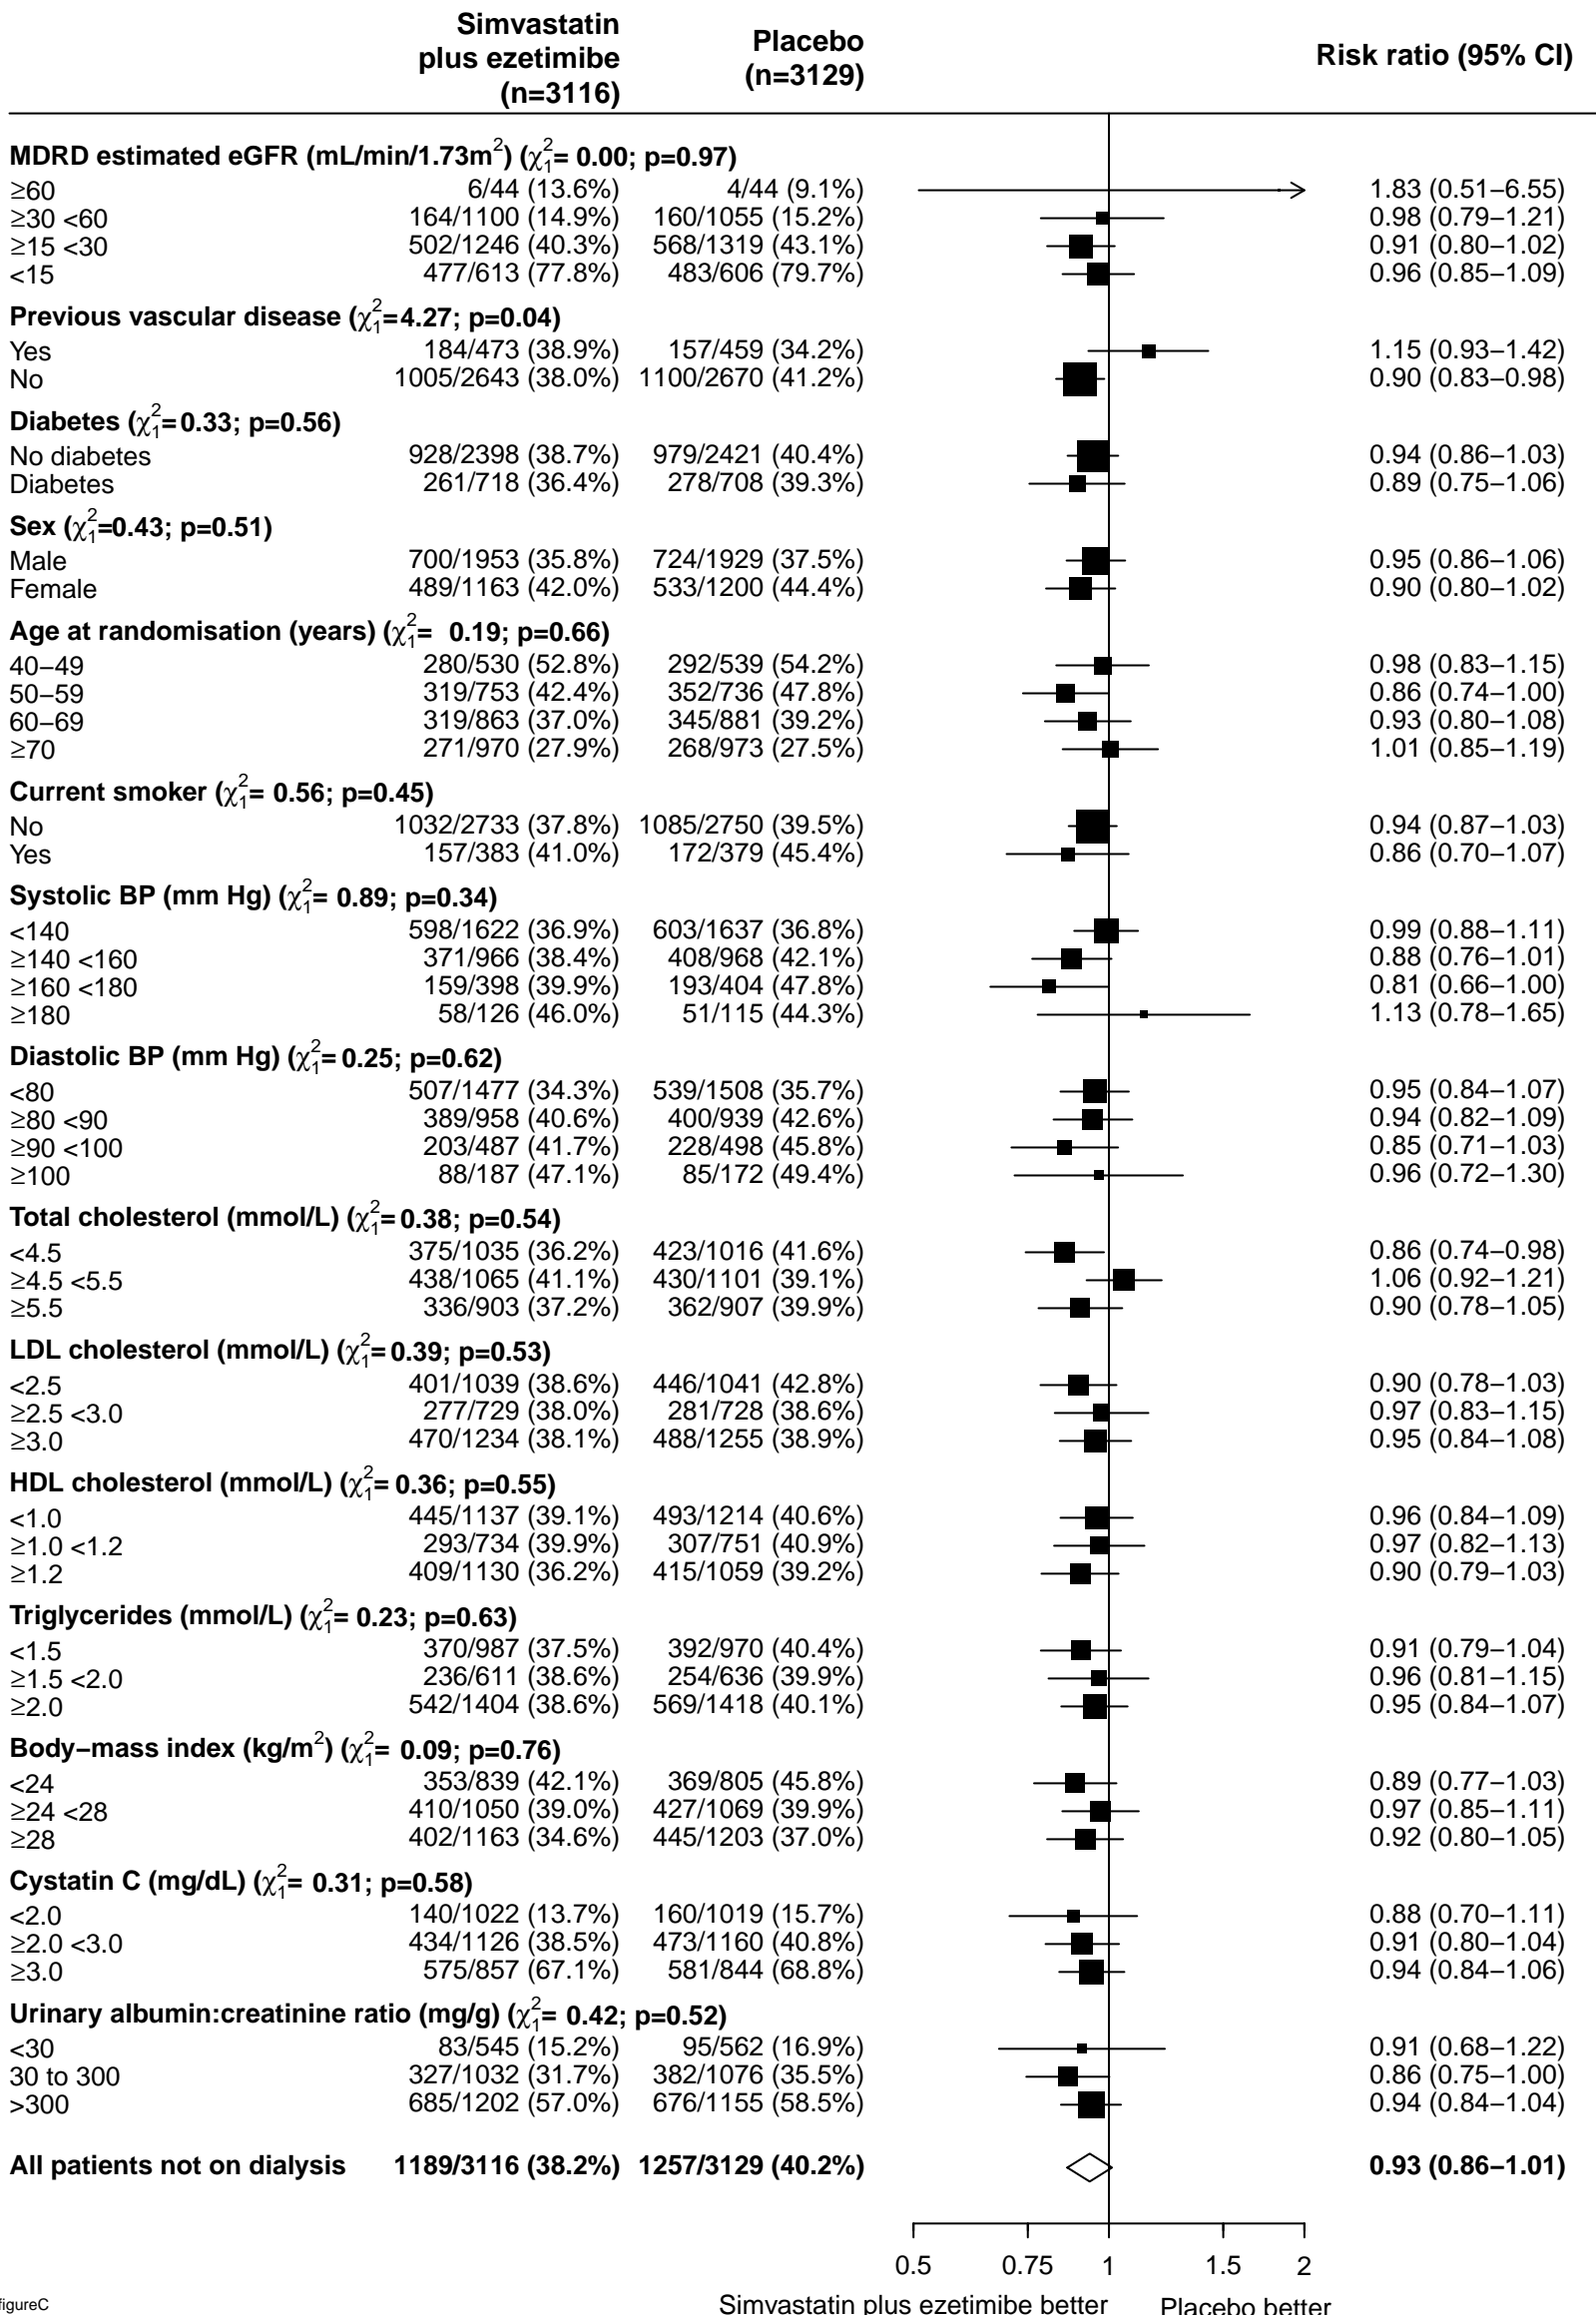 Simvastatin
plus ezetimibe
(n=3116)
Placebo
(n=3129)
Risk ratio (95% CI)
MDRD estimated eGFR (mL/min/1.73m²) (χ²₁= 0.00; p=0.97)
≥60 6/44 (13.6%) 4/44 (9.1%) 1.83 (0.51−6.55)
≥30 <60 164/1100 (14.9%) 160/1055 (15.2%) 0.98 (0.79−1.21)
≥15 <30 502/1246 (40.3%) 568/1319 (43.1%) 0.91 (0.80−1.02)
<15 477/613 (77.8%) 483/606 (79.7%) 0.96 (0.85−1.09)
Previous vascular disease (χ²₁=4.27; p=0.04)
Yes 184/473 (38.9%) 157/459 (34.2%) 1.15 (0.93−1.42)
No 1005/2643 (38.0%) 1100/2670 (41.2%) 0.90 (0.83−0.98)
Diabetes (χ²₁=0.33; p=0.56)
No diabetes 928/2398 (38.7%) 979/2421 (40.4%) 0.94 (0.86−1.03)
Diabetes 261/718 (36.4%) 278/708 (39.3%) 0.89 (0.75−1.06)
Sex (χ²₁=0.43; p=0.51)
Male 700/1953 (35.8%) 724/1929 (37.5%) 0.95 (0.86−1.06)
Female 489/1163 (42.0%) 533/1200 (44.4%) 0.90 (0.80−1.02)
Age at randomisation (years) (χ²₁= 0.19; p=0.66)
40−49 280/530 (52.8%) 292/539 (54.2%) 0.98 (0.83−1.15)
50−59 319/753 (42.4%) 352/736 (47.8%) 0.86 (0.74−1.00)
60−69 319/863 (37.0%) 345/881 (39.2%) 0.93 (0.80−1.08)
≥70 271/970 (27.9%) 268/973 (27.5%) 1.01 (0.85−1.19)
Current smoker (χ²₁= 0.56; p=0.45)
No 1032/2733 (37.8%) 1085/2750 (39.5%) 0.94 (0.87−1.03)
Yes 157/383 (41.0%) 172/379 (45.4%) 0.86 (0.70−1.07)
Systolic BP (mm Hg) (χ²₁= 0.89; p=0.34)
<140 598/1622 (36.9%) 603/1637 (36.8%) 0.99 (0.88−1.11)
≥140 <160 371/966 (38.4%) 408/968 (42.1%) 0.88 (0.76−1.01)
≥160 <180 159/398 (39.9%) 193/404 (47.8%) 0.81 (0.66−1.00)
≥180 58/126 (46.0%) 51/115 (44.3%) 1.13 (0.78−1.65)
Diastolic BP (mm Hg) (χ²₁= 0.25; p=0.62)
<80 507/1477 (34.3%) 539/1508 (35.7%) 0.95 (0.84−1.07)
≥80 <90 389/958 (40.6%) 400/939 (42.6%) 0.94 (0.82−1.09)
≥90 <100 203/487 (41.7%) 228/498 (45.8%) 0.85 (0.71−1.03)
≥100 88/187 (47.1%) 85/172 (49.4%) 0.96 (0.72−1.30)
Total cholesterol (mmol/L) (χ²₁= 0.38; p=0.54)
<4.5 375/1035 (36.2%) 423/1016 (41.6%) 0.86 (0.74−0.98)
≥4.5 <5.5 438/1065 (41.1%) 430/1101 (39.1%) 1.06 (0.92−1.21)
≥5.5 336/903 (37.2%) 362/907 (39.9%) 0.90 (0.78−1.05)
LDL cholesterol (mmol/L) (χ²₁= 0.39; p=0.53)
<2.5 401/1039 (38.6%) 446/1041 (42.8%) 0.90 (0.78−1.03)
≥2.5 <3.0 277/729 (38.0%) 281/728 (38.6%) 0.97 (0.83−1.15)
≥3.0 470/1234 (38.1%) 488/1255 (38.9%) 0.95 (0.84−1.08)
HDL cholesterol (mmol/L) (χ²₁= 0.36; p=0.55)
<1.0 445/1137 (39.1%) 493/1214 (40.6%) 0.96 (0.84−1.09)
≥1.0 <1.2 293/734 (39.9%) 307/751 (40.9%) 0.97 (0.82−1.13)
≥1.2 409/1130 (36.2%) 415/1059 (39.2%) 0.90 (0.79−1.03)
Triglycerides (mmol/L) (χ²₁= 0.23; p=0.63)
<1.5 370/987 (37.5%) 392/970 (40.4%) 0.91 (0.79−1.04)
≥1.5 <2.0 236/611 (38.6%) 254/636 (39.9%) 0.96 (0.81−1.15)
≥2.0 542/1404 (38.6%) 569/1418 (40.1%) 0.95 (0.84−1.07)
Body−mass index (kg/m²) (χ²₁= 0.09; p=0.76)
<24 353/839 (42.1%) 369/805 (45.8%) 0.89 (0.77−1.03)
≥24 <28 410/1050 (39.0%) 427/1069 (39.9%) 0.97 (0.85−1.11)
≥28 402/1163 (34.6%) 445/1203 (37.0%) 0.92 (0.80−1.05)
Cystatin C (mg/dL) (χ²₁= 0.31; p=0.58)
<2.0 140/1022 (13.7%) 160/1019 (15.7%) 0.88 (0.70−1.11)
≥2.0 <3.0 434/1126 (38.5%) 473/1160 (40.8%) 0.91 (0.80−1.04)
≥3.0 575/857 (67.1%) 581/844 (68.8%) 0.94 (0.84−1.06)
Urinary albumin:creatinine ratio (mg/g) (χ²₁= 0.42; p=0.52)
<30 83/545 (15.2%) 95/562 (16.9%) 0.91 (0.68−1.22)
30 to 300 327/1032 (31.7%) 382/1076 (35.5%) 0.86 (0.75−1.00)
>300 685/1202 (57.0%) 676/1155 (58.5%) 0.94 (0.84−1.04)
All patients not on dialysis 1189/3116 (38.2%) 1257/3129 (40.2%) 0.93 (0.86−1.01)
0.5 0.75 1 1.5 2
Simvastatin plus ezetimibe better Placebo better
figureC